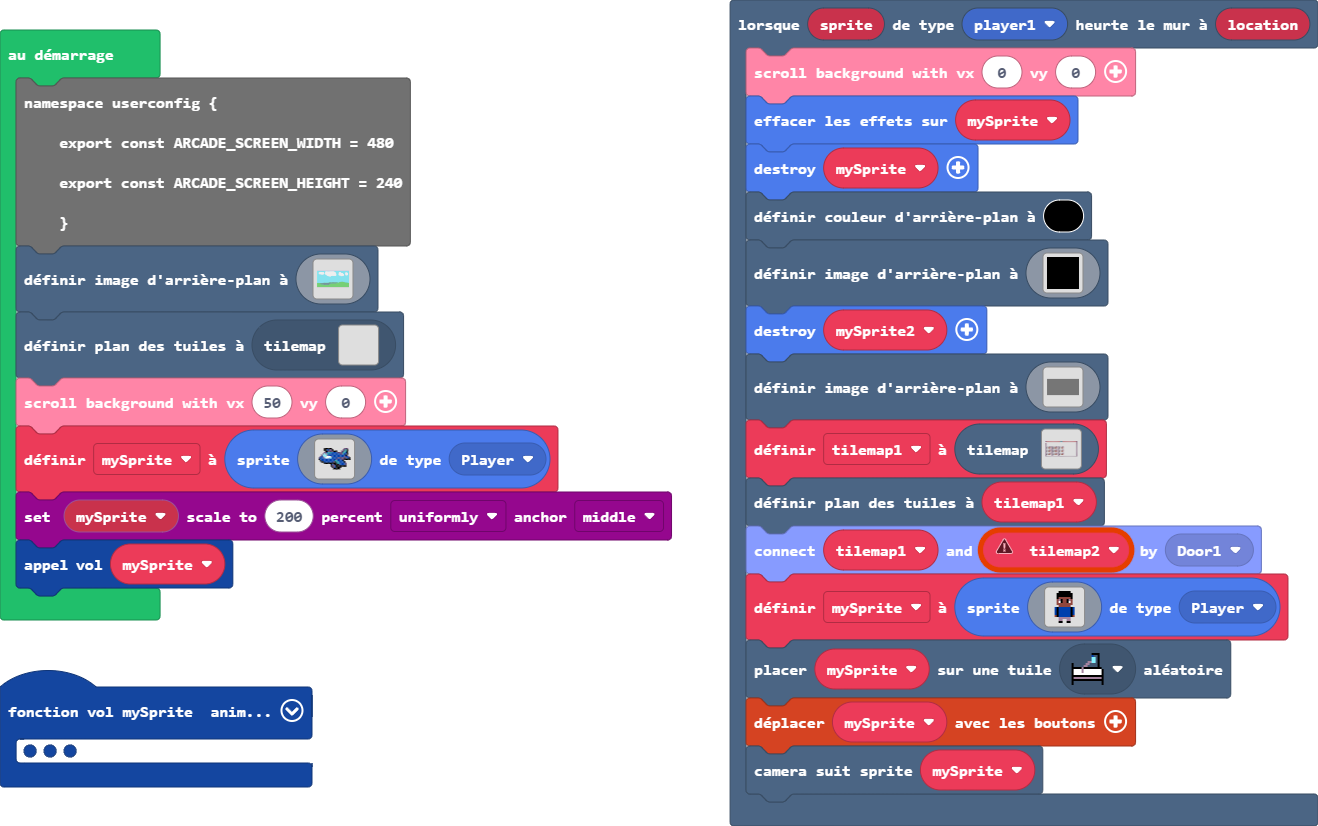 au démarrage
namespace userconfig {
export const ARCADE_SCREEN_WIDTH = 480
export const ARCADE_SCREEN_HEIGHT = 240
}
définir image d'arrière-plan à
définir plan des tuiles à tilemap
scroll background with vx 50 vy 0
définir mySprite à sprite de type Player
set mySprite scale to 200 percent uniformly anchor middle
appel vol mySprite
fonction vol mySprite anim...
lorsque sprite de type player1 heurte le mur à location
scroll background with vx 0 vy 0
effacer les effets sur mySprite
destroy mySprite
définir couleur d'arrière-plan à
définir image d'arrière-plan à
destroy mySprite2
définir image d'arrière-plan à
définir tilemap1 à tilemap
définir plan des tuiles à tilemap1
connect tilemap1 and tilemap2 by Door1
définir mySprite à sprite de type Player
placer mySprite sur une tuile aléatoire
déplacer mySprite avec les boutons
camera suit sprite mySprite